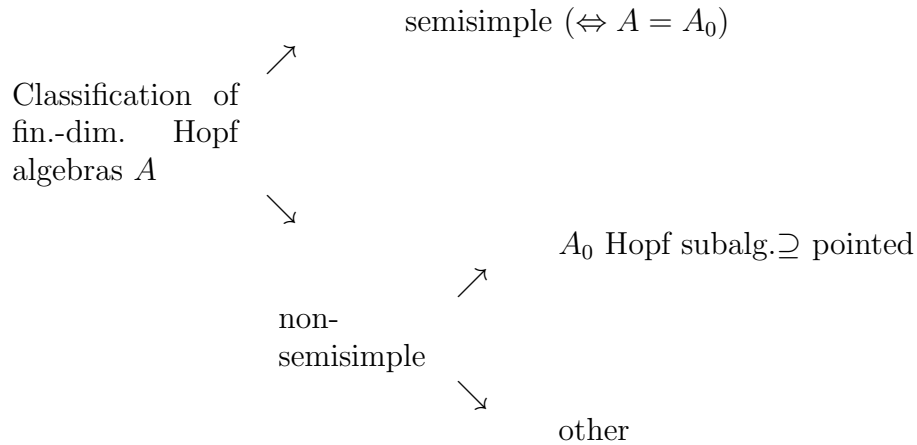 semisimple (⇔ A = A₀)
Classification of
fin.-dim. Hopf
algebras A
A₀ Hopf subalg.⊇ pointed
non-
semisimple
other